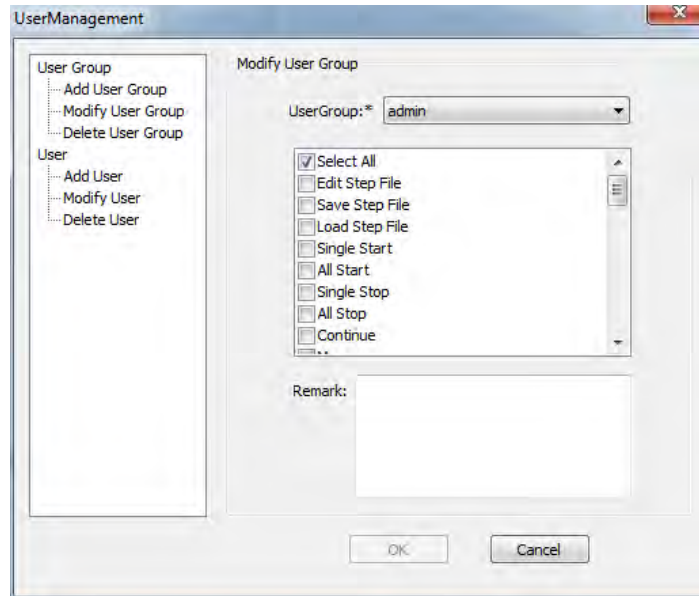 UserManagement
User Group
Add User Group
Modify User Group
Delete User Group
User
Add User
Modify User
Delete User
Modify User Group
UserGroup:* admin
Select All
Edit Step File
Save Step File
Load Step File
Single Start
All Start
Single Stop
All Stop
Continue
Remark:
OK
Cancel